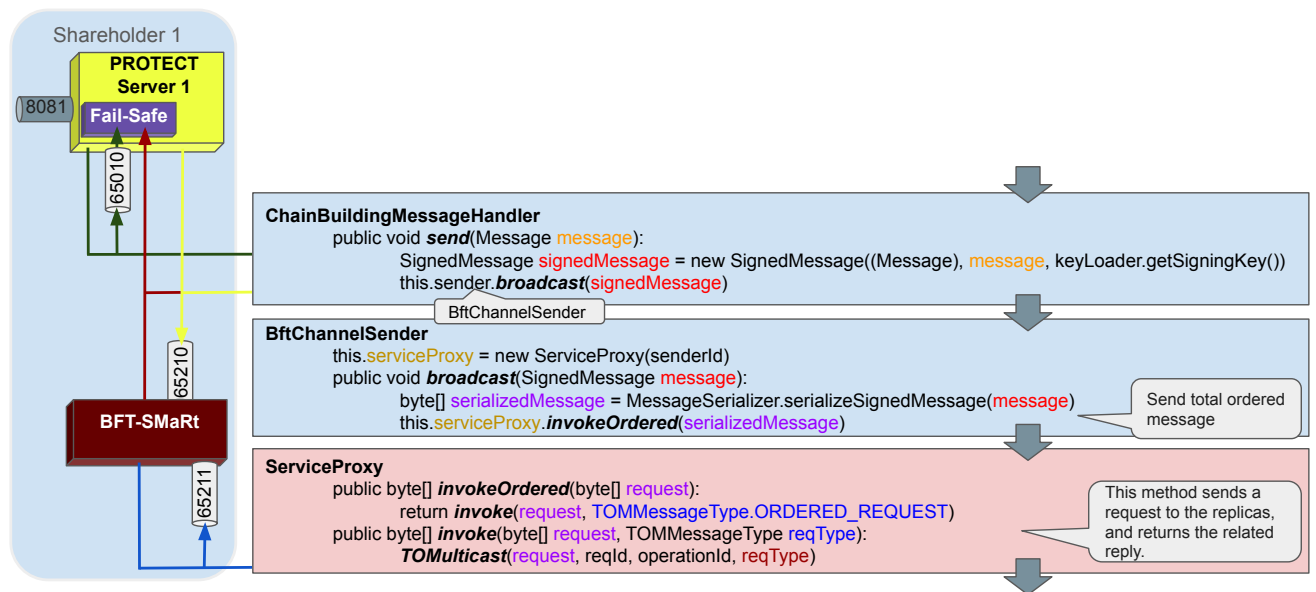 Shareholder 1
PROTECT
Server 1
8081
Fail-Safe
65010
65210
BFT-SMaRt
65211
ChainBuildingMessageHandler
public void send(Message message):
SignedMessage signedMessage = new SignedMessage((Message), message, keyLoader.getSigningKey())
this.sender.broadcast(signedMessage)
BftChannelSender
BftChannelSender
this.serviceProxy = new ServiceProxy(senderId)
public void broadcast(SignedMessage message):
byte[] serializedMessage = MessageSerializer.serializeSignedMessage(message)
this.serviceProxy.invokeOrdered(serializedMessage)
Send total ordered
message
ServiceProxy
public byte[] invokeOrdered(byte[] request):
return invoke(request, TOMMessageType.ORDERED_REQUEST)
public byte[] invoke(byte[] request, TOMMessageType reqType):
TOMulticast(request, reqId, operationId, reqType)
This method sends a
request to the replicas,
and returns the related
reply.